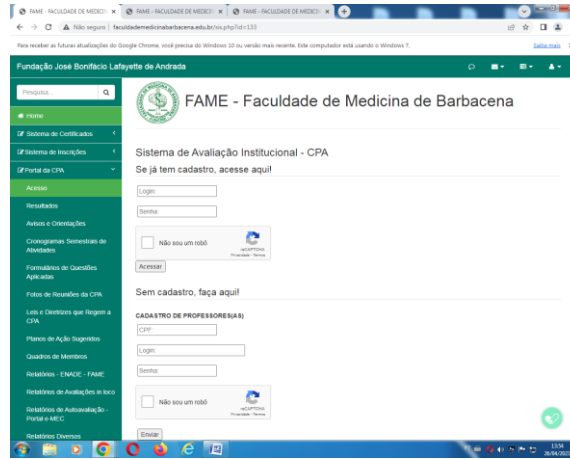 FAME - FACULDADE DE MEDICIN
FAME - FACULDADE DE MEDICIN
FAME - FACULDADE DE MEDICIN
Não seguro | faculdademedicinabarbacena.edu.br/xis.php?id=133
Para receber as futuras atualizações do Google Chrome, você precisa do Windows 10 ou versão mais recente. Este computador está usando o Windows 7.
Saiba mais
Fundação José Bonifácio Lafayette de Andrada
Pesquisa...
Home
Sistema de Certificados
Sistema de Inscrições
Portal da CPA
Acesso
Resultados
Avisos e Orientações
Cronogramas Semestrais de
Atividades
Formulários de Questões
Aplicadas
Fotos de Reuniões da CPA
Leis e Diretrizes que Regem a
CPA
Planos de Ação Sugeridos
Quadros de Membros
Relatórios - ENADE - FAME
Relatórios de Avaliações in loco
Relatórios de Autoavaliação -
Portal e-MEC
Relatórios Diversos
FAME - Faculdade de Medicina de Barbacena
Sistema de Avaliação Institucional - CPA
Se já tem cadastro, acesse aqui!
Login:
Senha:
Não sou um robô
reCAPTCHA
Privacidade - Termos
Acessar
Sem cadastro, faça aqui!
CADASTRO DE PROFESSORES(AS)
CPF:
Login:
Senha:
Não sou um robô
reCAPTCHA
Privacidade - Termos
Enviar
13:54